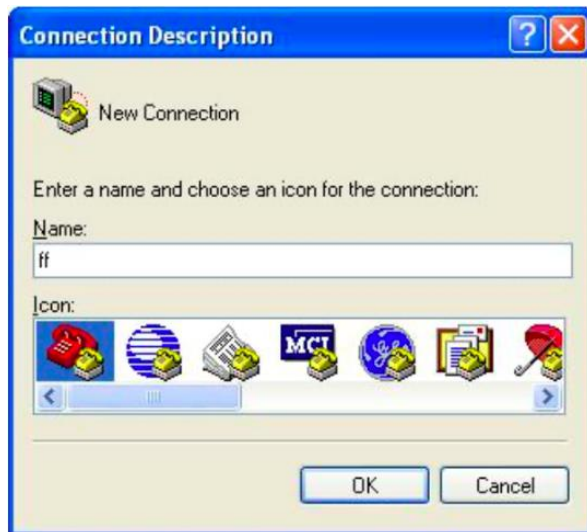 Connection Description
New Connection
Enter a name and choose an icon for the connection:
Name:
ff
Icon:
MCI
OK Cancel